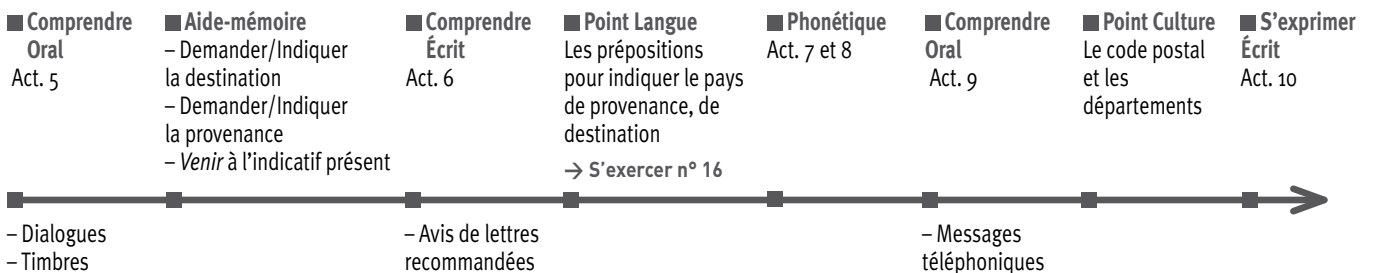 Comprendre
Oral
Act. 5
Aide-mémoire
– Demander/Indiquer
la destination
– Demander/Indiquer
la provenance
– Venir à l’indicatif présent
Comprendre
Écrit
Act. 6
Point Langue
Les prépositions
pour indiquer le pays
de provenance, de
destination
→ S’exercer n° 16
Phonétique
Act. 7 et 8
Comprendre
Oral
Act. 9
Point Culture
Le code postal
et les
départements
S’exprimer
Écrit
Act. 10
– Dialogues
– Timbres
– Avis de lettres
recommandées
– Messages
téléphoniques